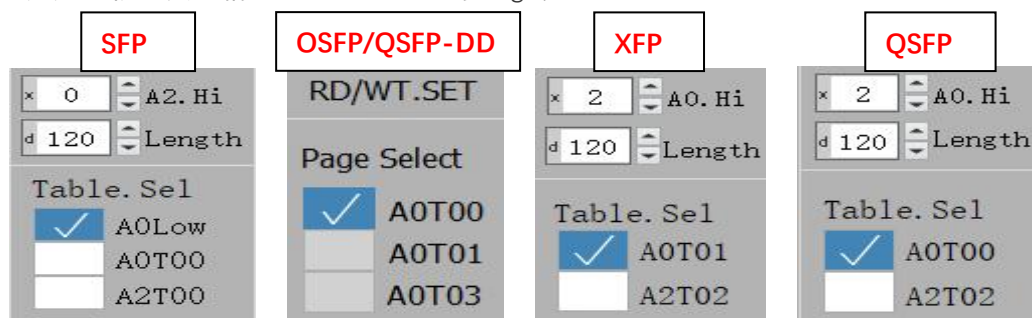 SFP
× 0 A2.Hi
d 120 Length
Table.Sel
A0Low
A0T00
A2T00
OSFP/QSFP-DD
RD/WT.SET
Page Select
A0T00
A0T01
A0T03
XFP
× 2 A0.Hi
d 120 Length
Table.Sel
A0T01
A2T02
QSFP
× 2 A0.Hi
d 120 Length
Table.Sel
A0T00
A2T02